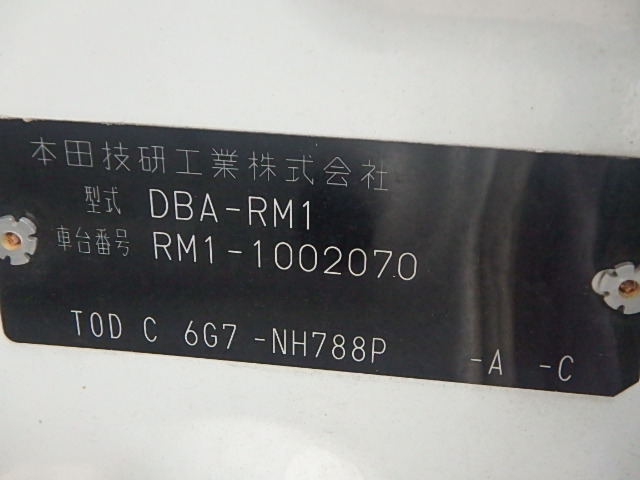 本田技研工業株式会社
型式 DBA-RM1
車台番号 RM1-1002070
TOD C 6G7 -NH788P -A -C